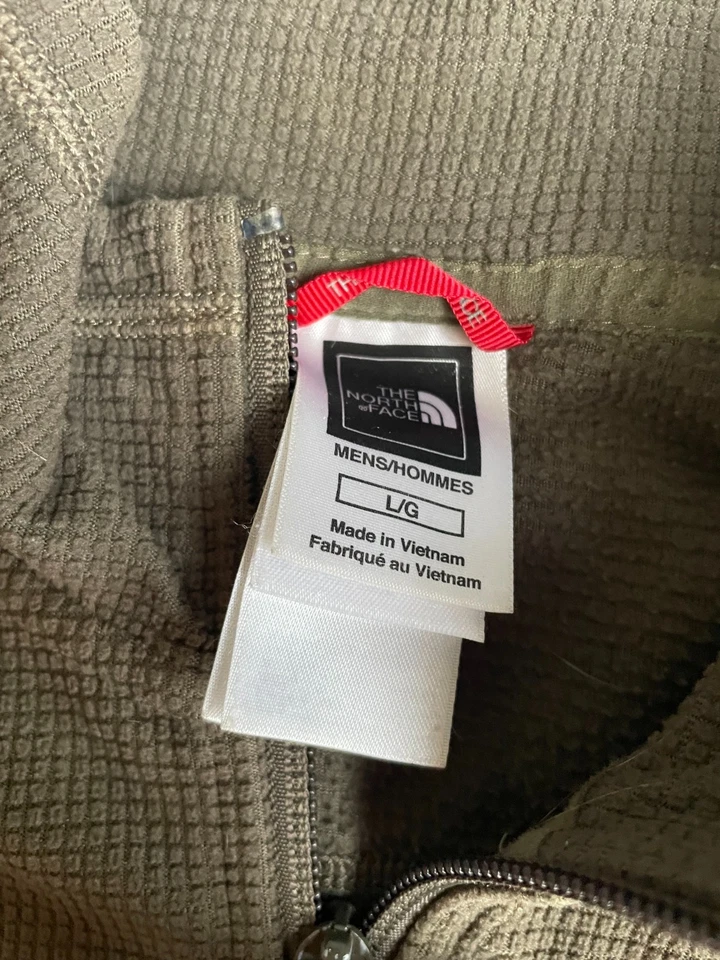 THE
NORTH
FACE
MENS/HOMMES
L/G
Made in Vietnam
Fabriqué au Vietnam